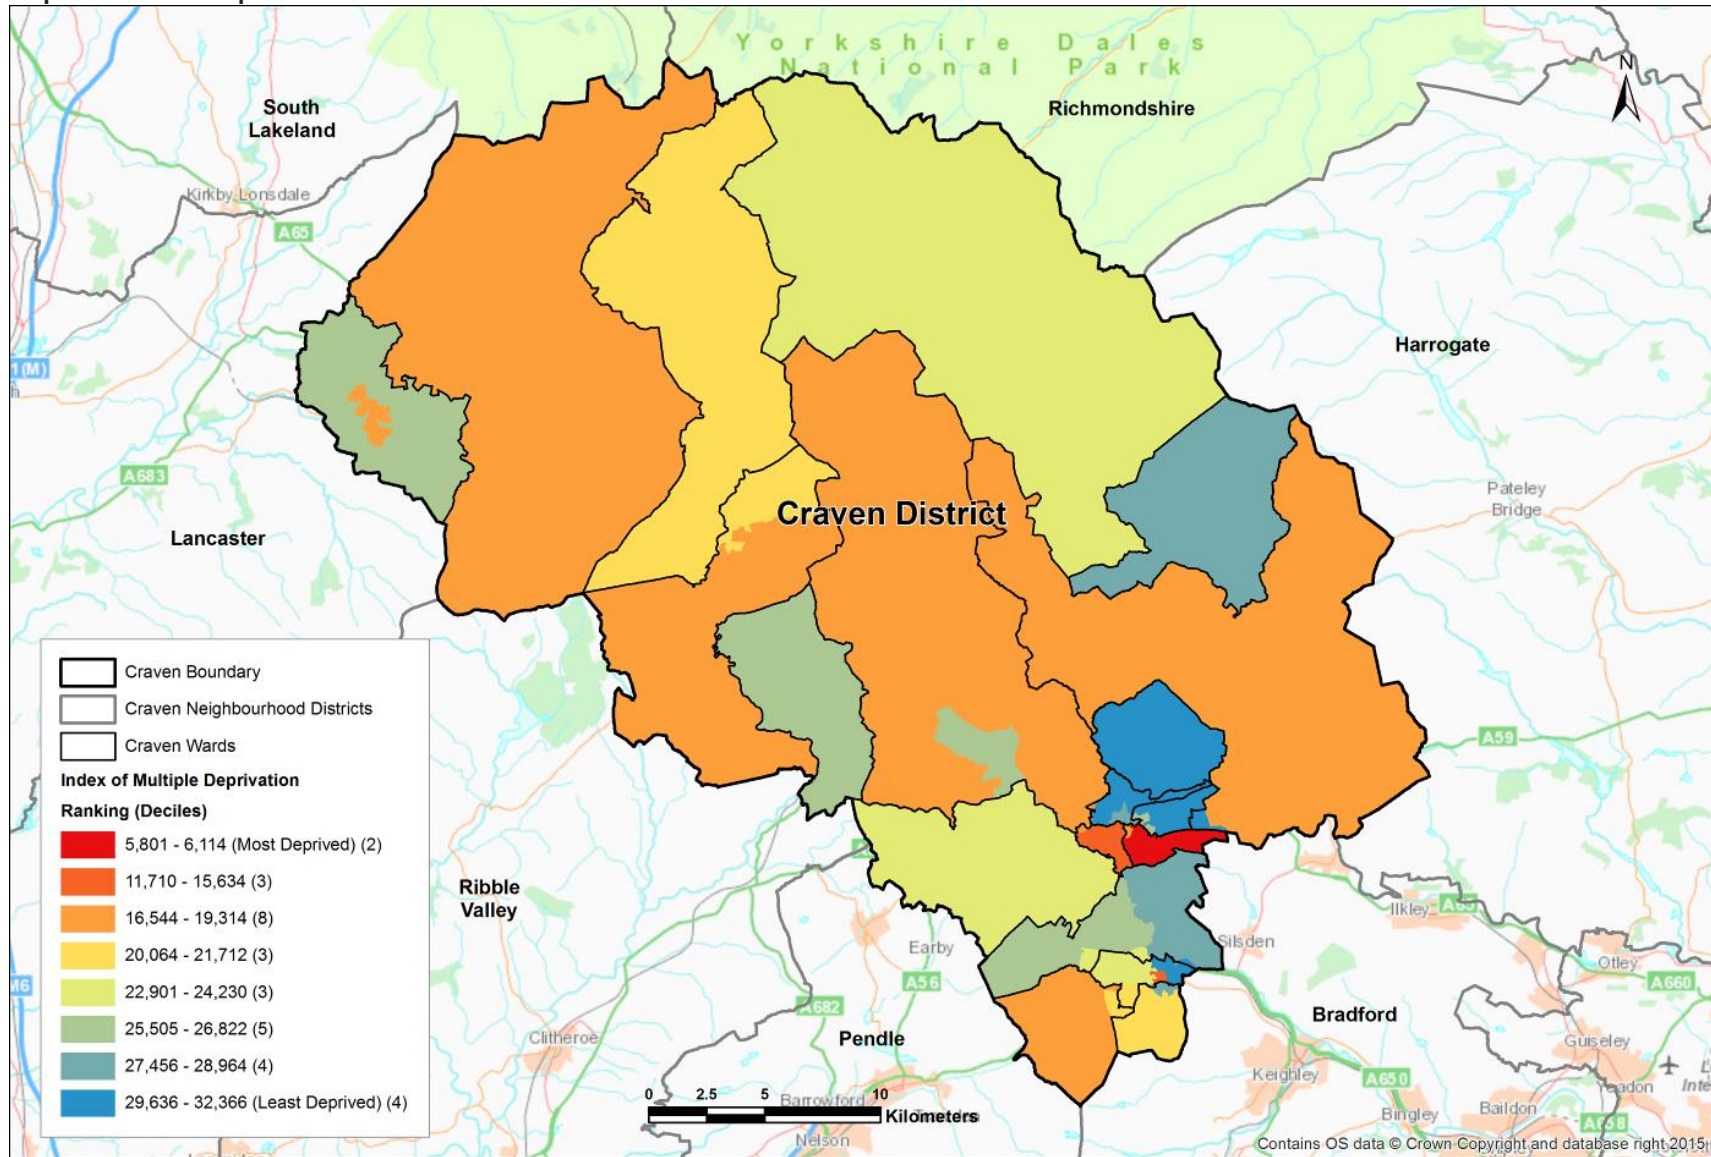 Yorkshire Dales
National Park
South
Lakeland
Richmondshire
N
Kirkby Lonsdale
A65
Harrogate
1(M)
A683
Pateley
Bridge
Craven District
Lancaster
Craven Boundary
Craven Neighbourhood Districts
Craven Wards
Index of Multiple Deprivation
Ranking (Deciles)
5,801 - 6,114 (Most Deprived) (2)
11,710 - 15,634 (3)
16,544 - 19,314 (8)
20,064 - 21,712 (3)
22,901 - 24,230 (3)
25,505 - 26,822 (5)
27,456 - 28,964 (4)
29,636 - 32,366 (Least Deprived) (4)
A59
Ribble
Valley
Ilkley
Silsden
Earby
Otley
A56
A660
M6
A682
Clitheroe
Pendle
Bradford
Guiseley
Keighley
A650
Yeadon
0 2.5 5 10
Kilometers
Barrowford
Nelson
Bingley
Baildon
Contains OS data © Crown Copyright and database right 2015